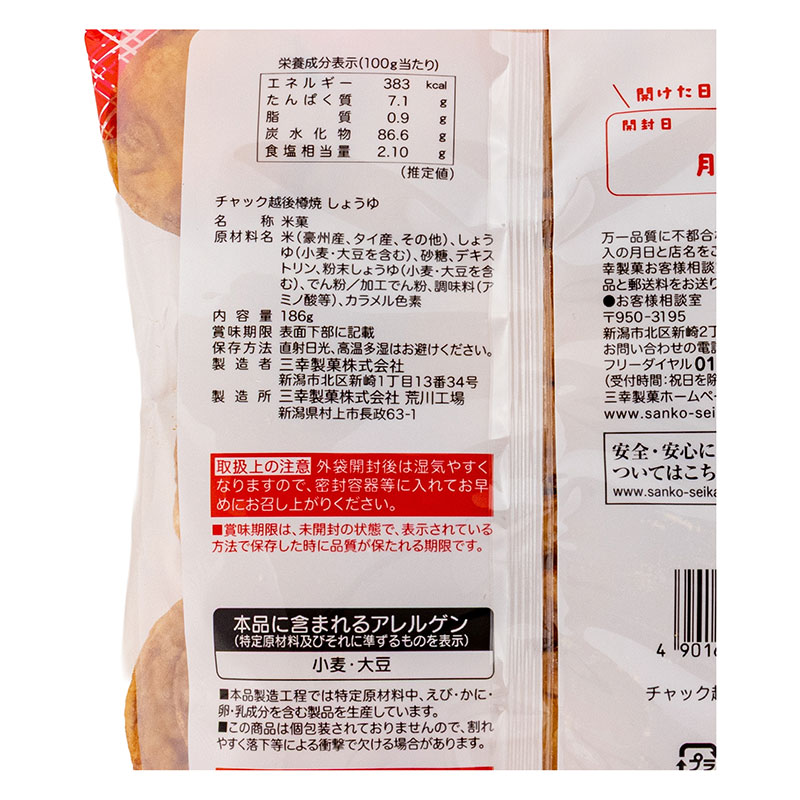 栄養成分表示(100g当たり)
エネルギー 383 kcal
たんぱく質 7.1 g
脂質 0.9 g
炭水化物 86.6 g
食塩相当量 2.10 g
(推定値)
チャック越後樽焼 しょうゆ
名称 米菓
原材料名 米(豪州産、タイ産、その他)、しょう
ゆ(小麦・大豆を含む)、砂糖、デキス
トリン、粉末しょうゆ(小麦・大豆を含
む)、でん粉/加工でん粉、調味料(ア
ミノ酸等)、カラメル色素
内容量 186g
賞味期限 表面下部に記載
保存方法 直射日光、高温多湿はお避けください。
製造者 三幸製菓株式会社
新潟市北区新崎1丁目13番34号
製造所 三幸製菓株式会社 荒川工場
新潟県村上市長政63-1
取扱上の注意 外袋開封後は湿気やすく
なりますので、密封容器等に入れてお早
めにお召し上がりください。
■賞味期限は、未開封の状態で、表示されている
方法で保存した時に品質が保たれる期限です。
本品に含まれるアレルゲン
(特定原材料及びそれに準ずるものを表示)
小麦・大豆
■本品製造工程では特定原材料中、えび・かに・
卵・乳成分を含む製品を生産しています。
■この商品は個包装されておりませんので、割れ
やすく落下等による衝撃で欠ける場合があります。
開けた日
開封日
月
万一品質に不都合
入の月日と店名をご
幸製菓お客様相談
品と郵送料をお送り
●お客様相談室
〒950-3195
新潟市北区新崎2丁
お問い合わせの電話
フリーダイヤル01
(受付時間:祝日を除
三幸製菓ホームペー
www.sanko-sei
安全・安心に
ついてはこち
www.sanko-seika
4 901
チャック越
プラ